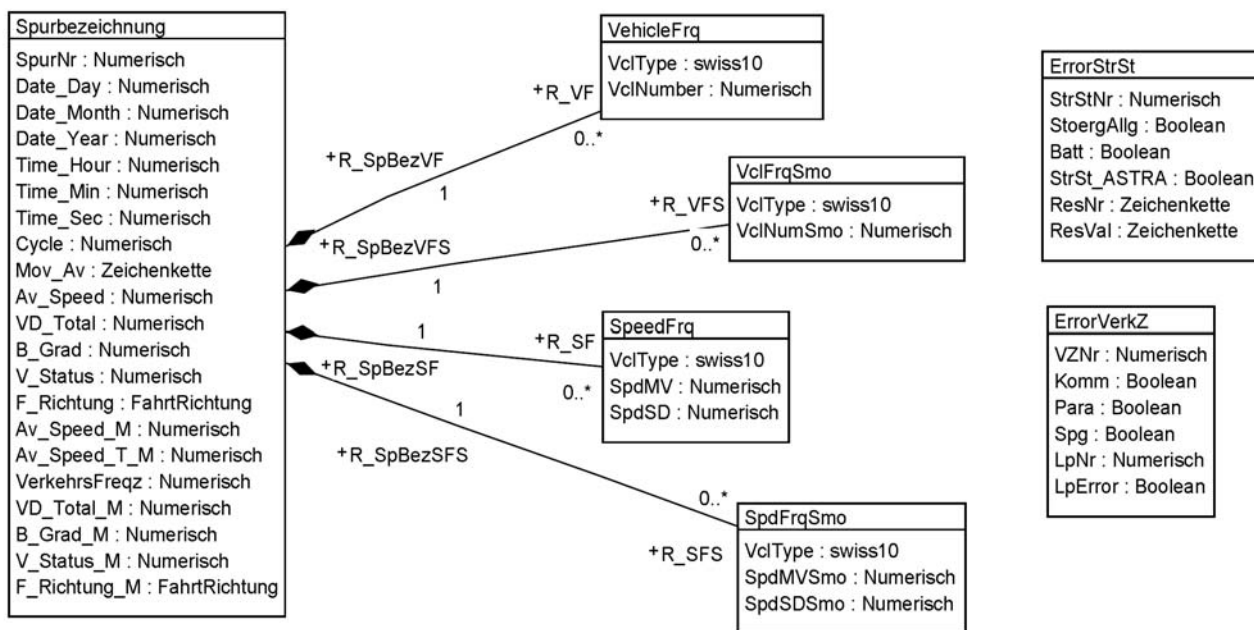 Spurbezeichnung
SpurNr : Numerisch
Date_Day : Numerisch
Date_Month : Numerisch
Date_Year : Numerisch
Time_Hour : Numerisch
Time_Min : Numerisch
Time_Sec : Numerisch
Cycle : Numerisch
Mov_Av : Zeichenkette
Av_Speed : Numerisch
VD_Total : Numerisch
B_Grad : Numerisch
V_Status : Numerisch
F_Richtung : FahrtRichtung
Av_Speed_M : Numerisch
Av_Speed_T_M : Numerisch
VerkehrsFreqz : Numerisch
VD_Total_M : Numerisch
B_Grad_M : Numerisch
V_Status_M : Numerisch
F_Richtung_M : FahrtRichtung
+R_SpBezVF
1
+R_VF
0..*
VehicleFrq
VclType : swiss10
VclNumber : Numerisch
+R_SpBezVFS
1
+R_VFS
0..*
VclFrqSmo
VclType : swiss10
VclNumSmo : Numerisch
+R_SpBezSF
1
+R_SF
0..*
SpeedFrq
VclType : swiss10
SpdMV : Numerisch
SpdSD : Numerisch
+R_SpBezSFS
1
+R_SFS
0..*
SpdFrqSmo
VclType : swiss10
SpdMVSmo : Numerisch
SpdSDSmo : Numerisch
ErrorStrSt
StrStNr : Numerisch
StoergAllg : Boolean
Batt : Boolean
StrSt_ASTRA : Boolean
ResNr : Zeichenkette
ResVal : Zeichenkette
ErrorVerkZ
VZNr : Numerisch
Komm : Boolean
Para : Boolean
Spg : Boolean
LpNr : Numerisch
LpError : Boolean